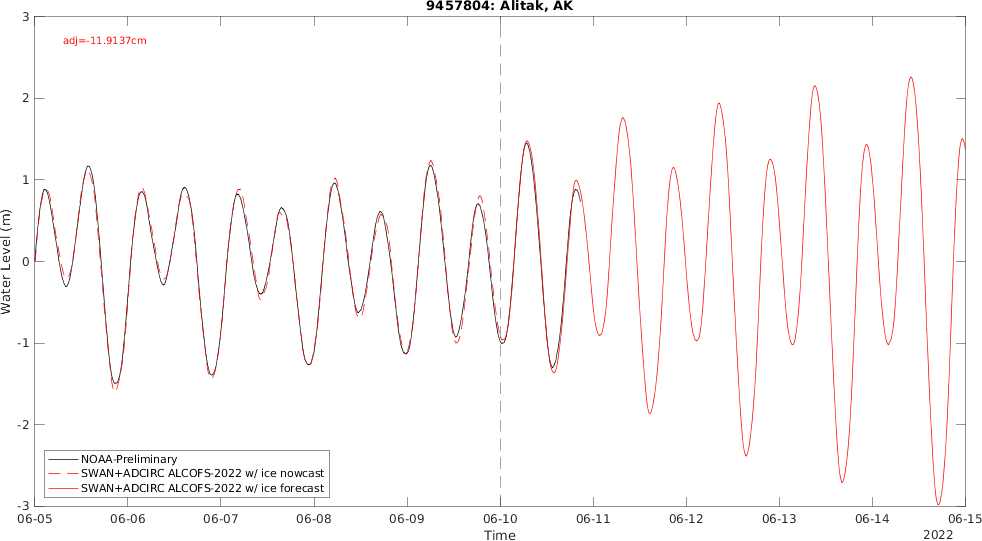 9457804: Alitak, AK
adj=-11.9137cm
Water Level (m)
3
2
1
0
-1
-2
-3
NOAA-Preliminary
SWAN+ADCIRC ALCOFS-2022 w/ ice nowcast
SWAN+ADCIRC ALCOFS-2022 w/ ice forecast
06-05 06-06 06-07 06-08 06-09 06-10 06-11 06-12 06-13 06-14 06-15
Time
2022